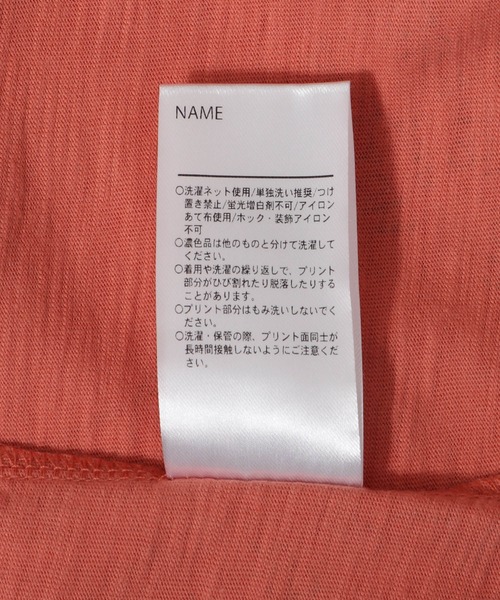 NAME
○洗濯ネット使用/単独洗い推奨/つけ
置き禁止/蛍光増白剤不可/アイロン
あて布使用/ホック・装飾アイロン
不可
○濃色品は他のものと分けて洗濯して
ください。
○着用や洗濯の繰り返しで、プリント
部分がひび割れたり脱落したりする
ことがあります。
○プリント部分はもみ洗いしないでく
ださい。
○洗濯・保管の際、プリント面同士が
長時間接触しないようにご注意くだ
さい。